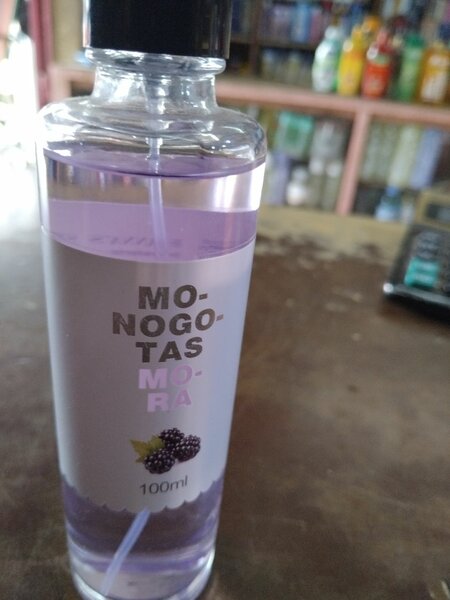 MO-
NOGO-
TAS
MO-
RA
100ml